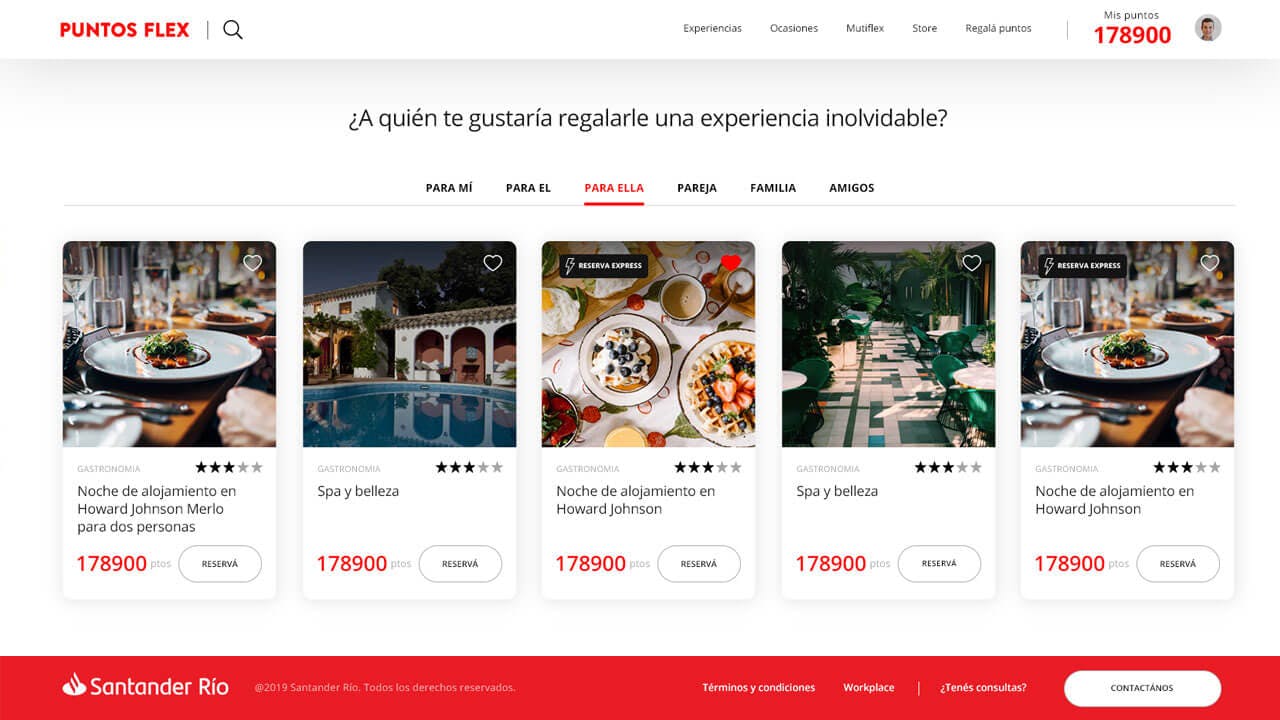 PUNTOS FLEX
Experiencias
Ocasiones
Mutiflex
Store
Regalá puntos
Mis puntos
178900
¿A quién te gustaría regalarle una experiencia inolvidable?
PARA MÍ
PARA EL
PARA ELLA
PAREJA
FAMILIA
AMIGOS
GASTRONOMIA
Noche de alojamiento en
Howard Johnson Merlo
para dos personas
178900 ptos
RESERVÁ
GASTRONOMIA
Spa y belleza
178900 ptos
RESERVÁ
RESERVA EXPRESS
GASTRONOMIA
Noche de alojamiento en
Howard Johnson
178900 ptos
RESERVÁ
GASTRONOMIA
Spa y belleza
178900 ptos
RESERVÁ
RESERVA EXPRESS
GASTRONOMIA
Noche de alojamiento en
Howard Johnson
178900 ptos
RESERVÁ
Santander Río
@2019 Santander Río. Todos los derechos reservados.
Términos y condiciones
Workplace
¿Tenés consultas?
CONTACTÁNOS